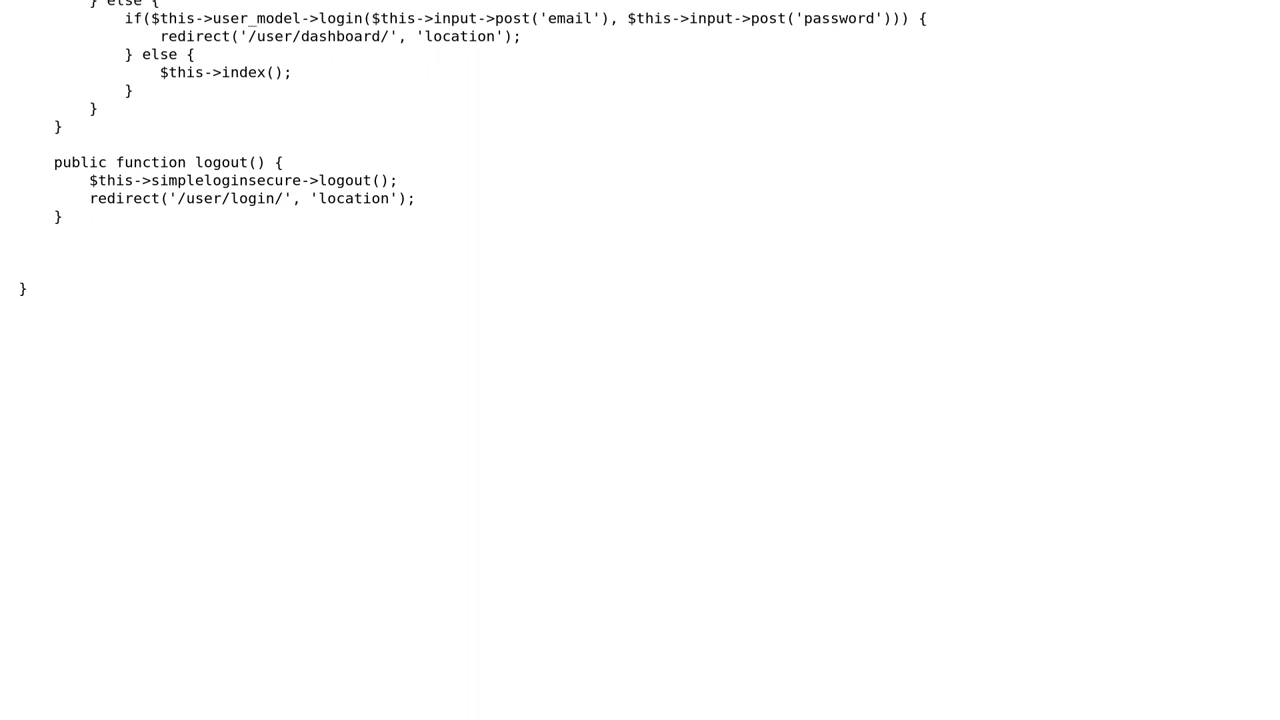 } else {
if($this->user_model->login($this->input->post('email'), $this->input->post('password'))) {
redirect('/user/dashboard/', 'location');
} else {
$this->index();
}
}
}
public function logout() {
$this->simpleloginsecure->logout();
redirect('/user/login/', 'location');
}
}